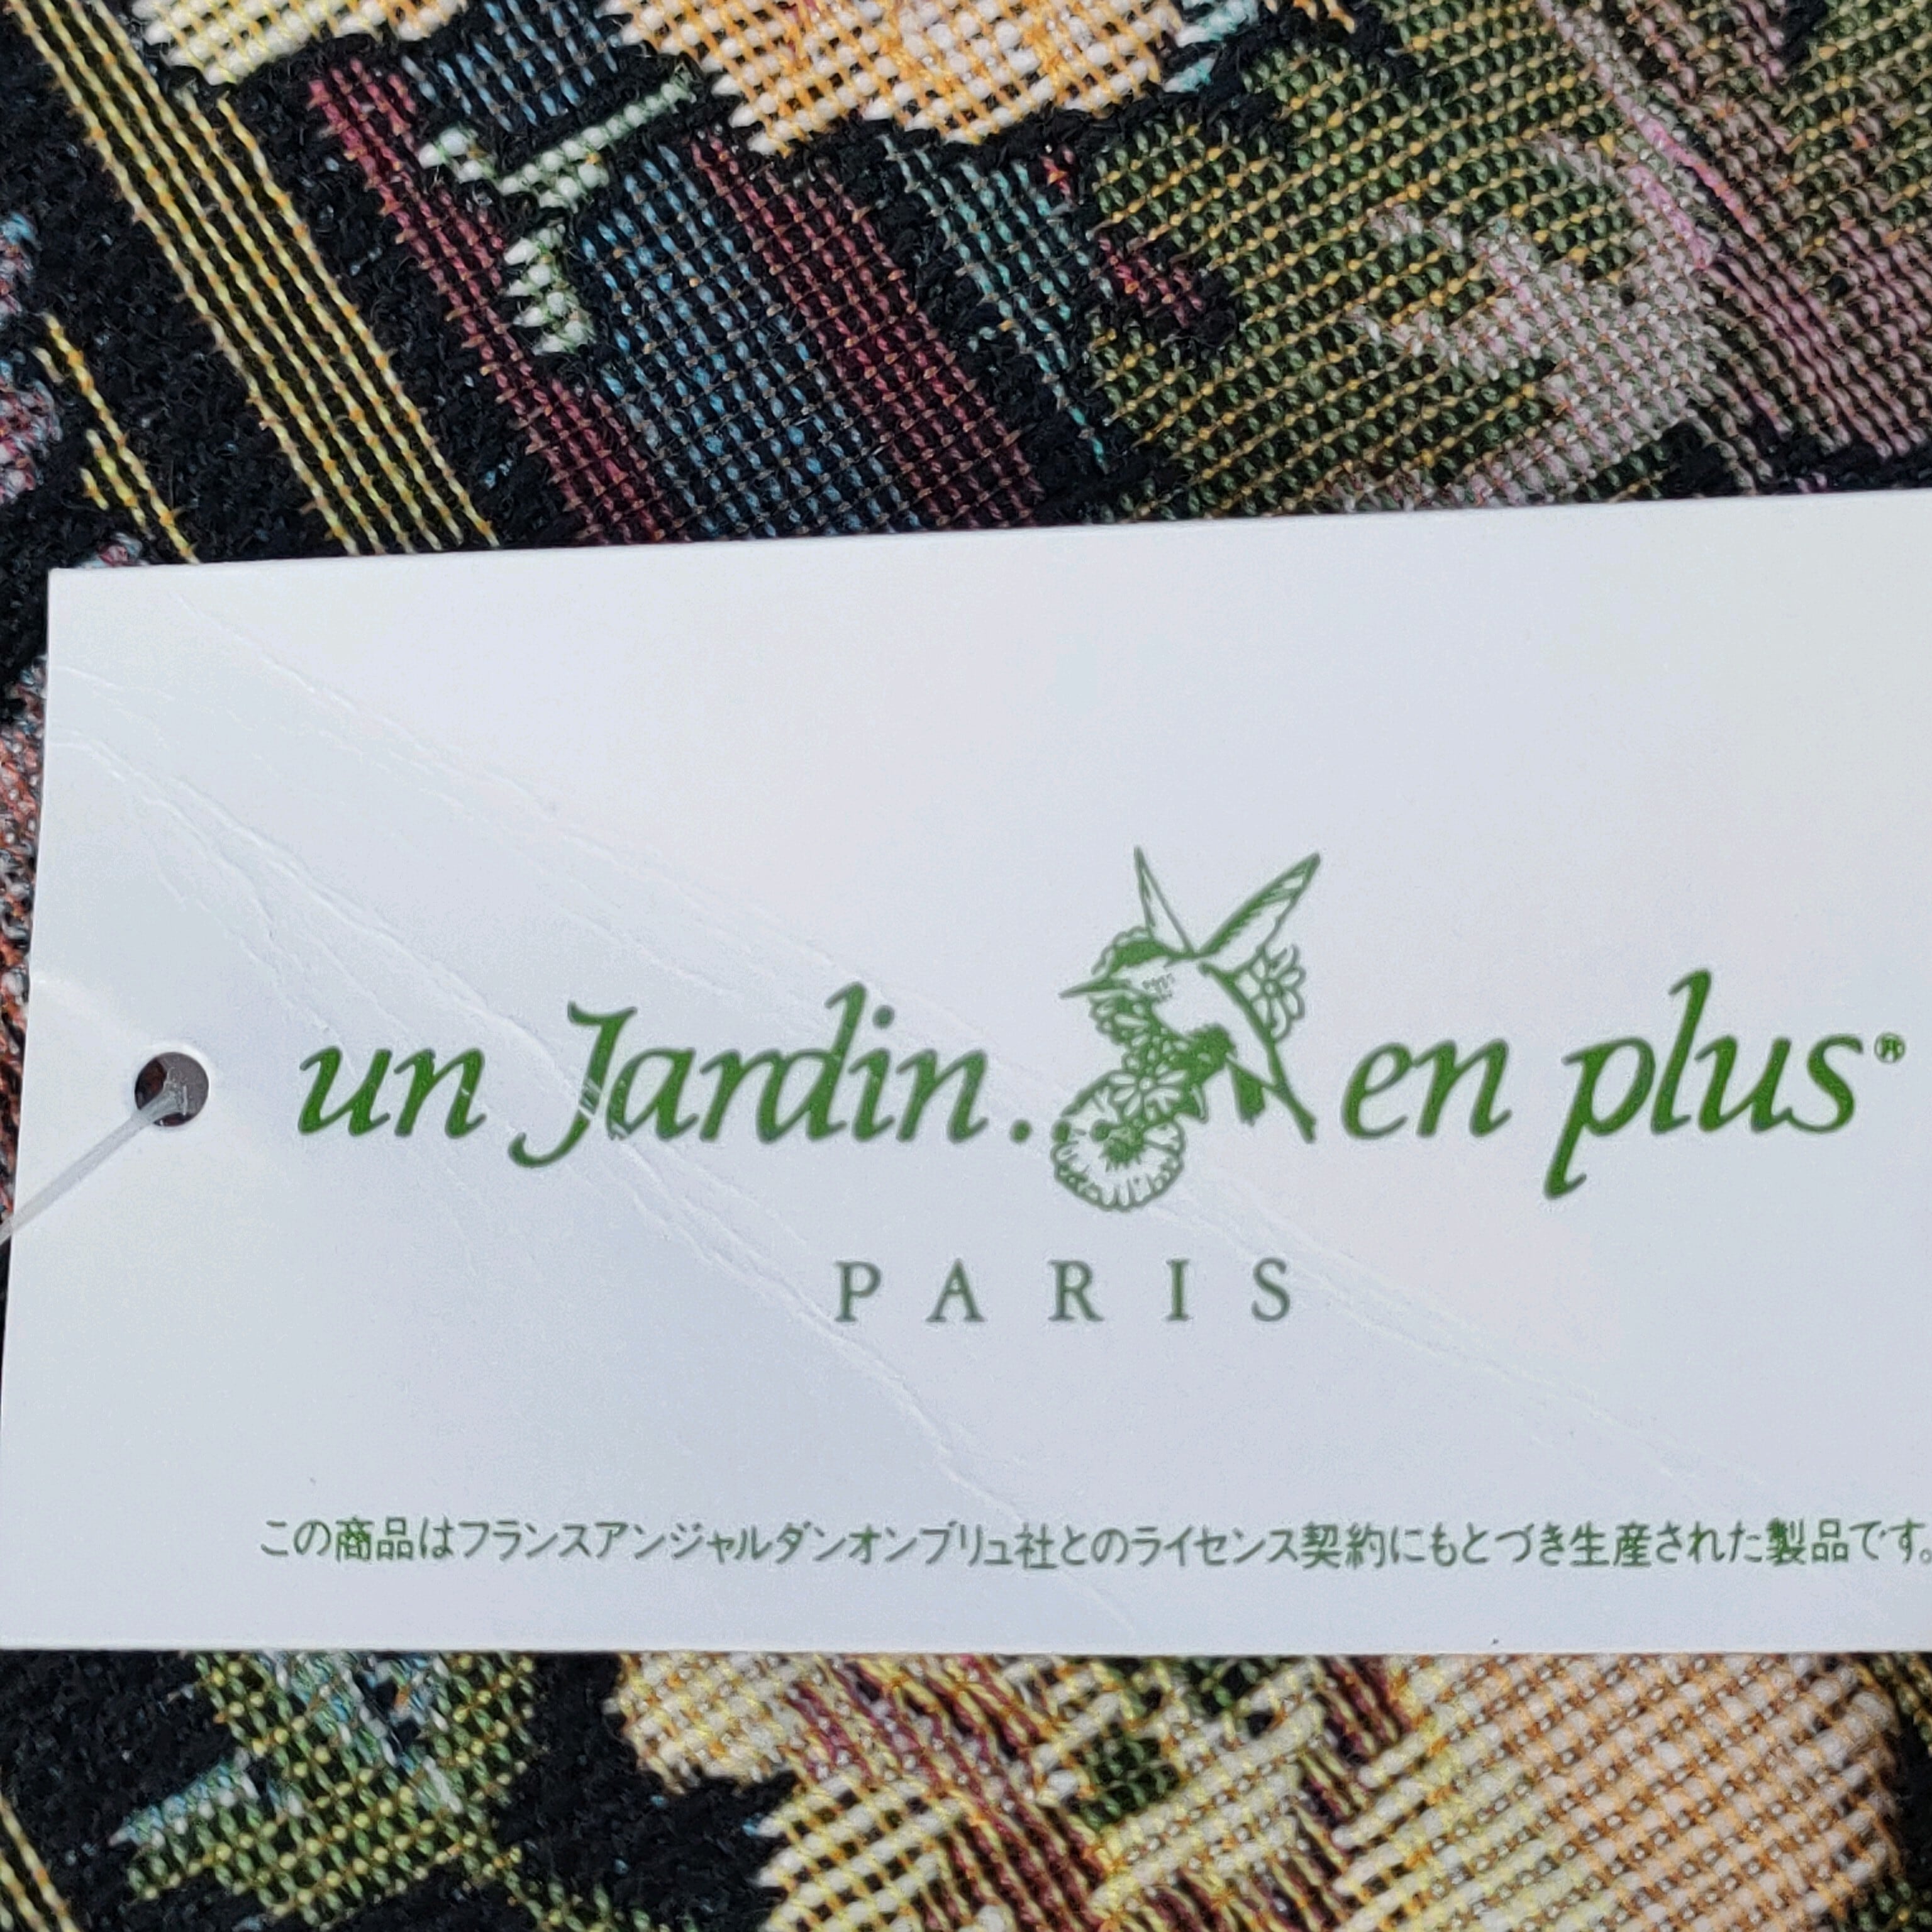 un Jardin.. en plus®
PARIS
この商品はフランスアンジャルダンオンプリュ社とのライセンス契約にもとづき生産された製品です。